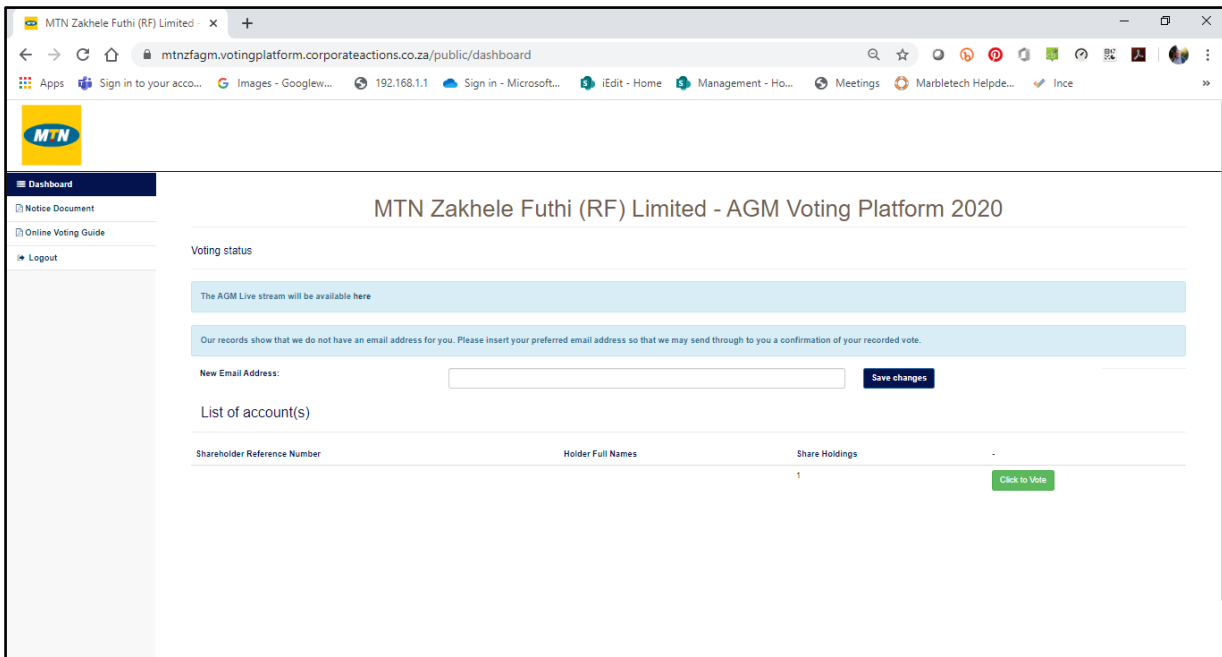 MTN Zakhele Futhi (RF) Limited -
mtnzfagm.votingplatform.corporateactions.co.za/public/dashboard
Apps Sign in to your acco... Images - Googlew... 192.168.1.1 Sign in - Microsoft... iEdit - Home Management - Ho... Meetings Marbletech Helpde... Ince
MTN
Dashboard
Notice Document
Online Voting Guide
Logout
MTN Zakhele Futhi (RF) Limited - AGM Voting Platform 2020
Voting status
The AGM Live stream will be available here
Our records show that we do not have an email address for you. Please insert your preferred email address so that we may send through to you a confirmation of your recorded vote.
New Email Address: Save changes
List of account(s)
Shareholder Reference Number Holder Full Names Share Holdings -
1 Click to Vote